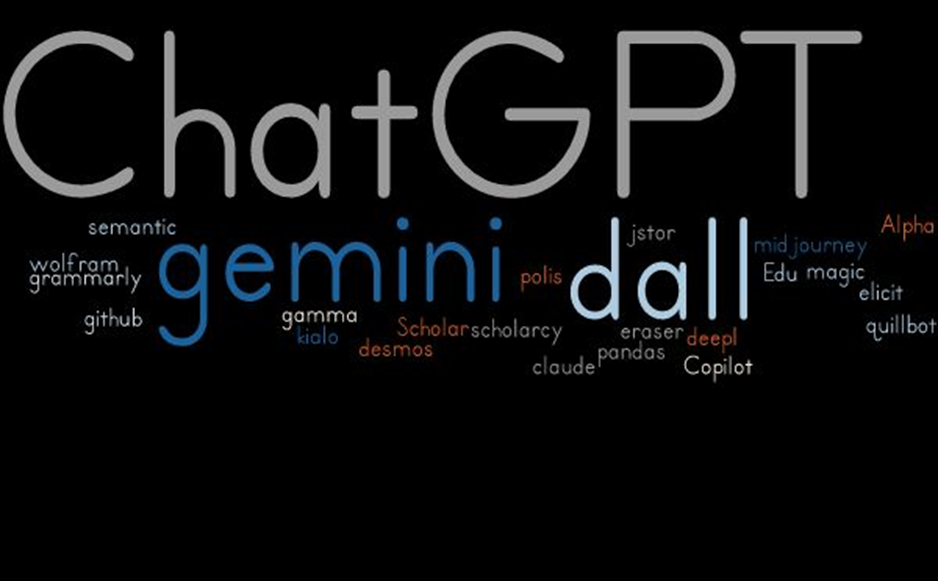 ChatGPT
semantic
gemini
dall
jstor
Alpha
midjourney
wolfram
grammarly
polis
Edu magic
elicit
github
gamma
kialo
Scholar
scholarcy
eraser
deepl
quillbot
desmos
pandas
claude
Copilot